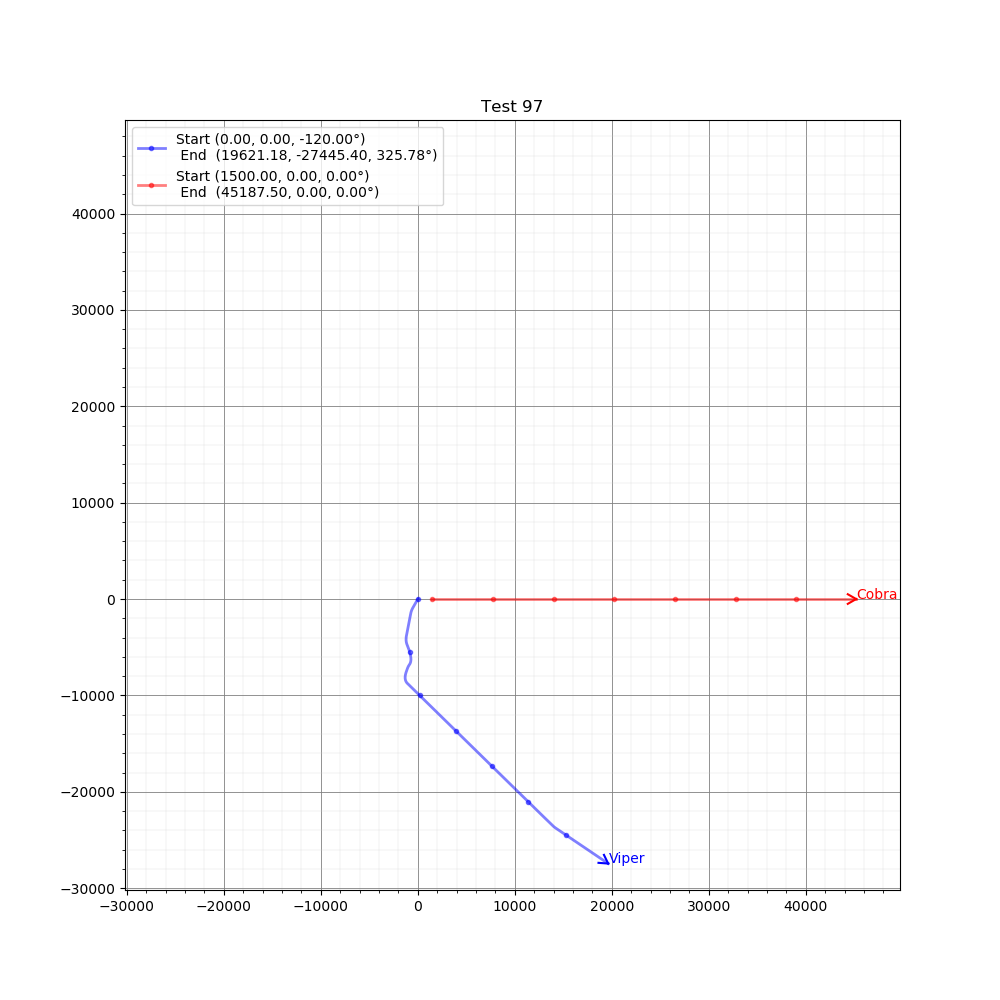 Test 97
Start (0.00, 0.00, -120.00°)
End (19621.18, -27445.40, 325.78°)
Start (1500.00, 0.00, 0.00°)
End (45187.50, 0.00, 0.00°)
40000
30000
20000
10000
0
Cobra
−10000
−20000
Viper
−30000
−30000 −20000 −10000 0 10000 20000 30000 40000